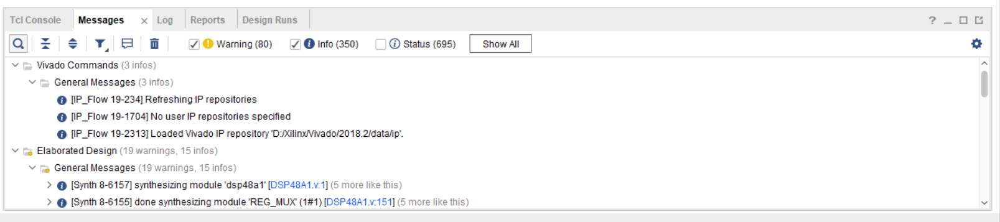 Tcl Console Messages × Log Reports Design Runs ? _
Warning (80) Info (350) Status (695) Show All
Vivado Commands (3 infos)
General Messages (3 infos)
[IP_Flow 19-234] Refreshing IP repositories
[IP_Flow 19-1704] No user IP repositories specified
[IP_Flow 19-2313] Loaded Vivado IP repository 'D:/Xilinx/Vivado/2018.2/data/ip'.
Elaborated Design (19 warnings, 15 infos)
General Messages (19 warnings, 15 infos)
[Synth 8-6157] synthesizing module 'dsp48a1' [DSP48A1.v:1] (5 more like this)
[Synth 8-6155] done synthesizing module 'REG_MUX' (1#1) [DSP48A1.v:151] (5 more like this)